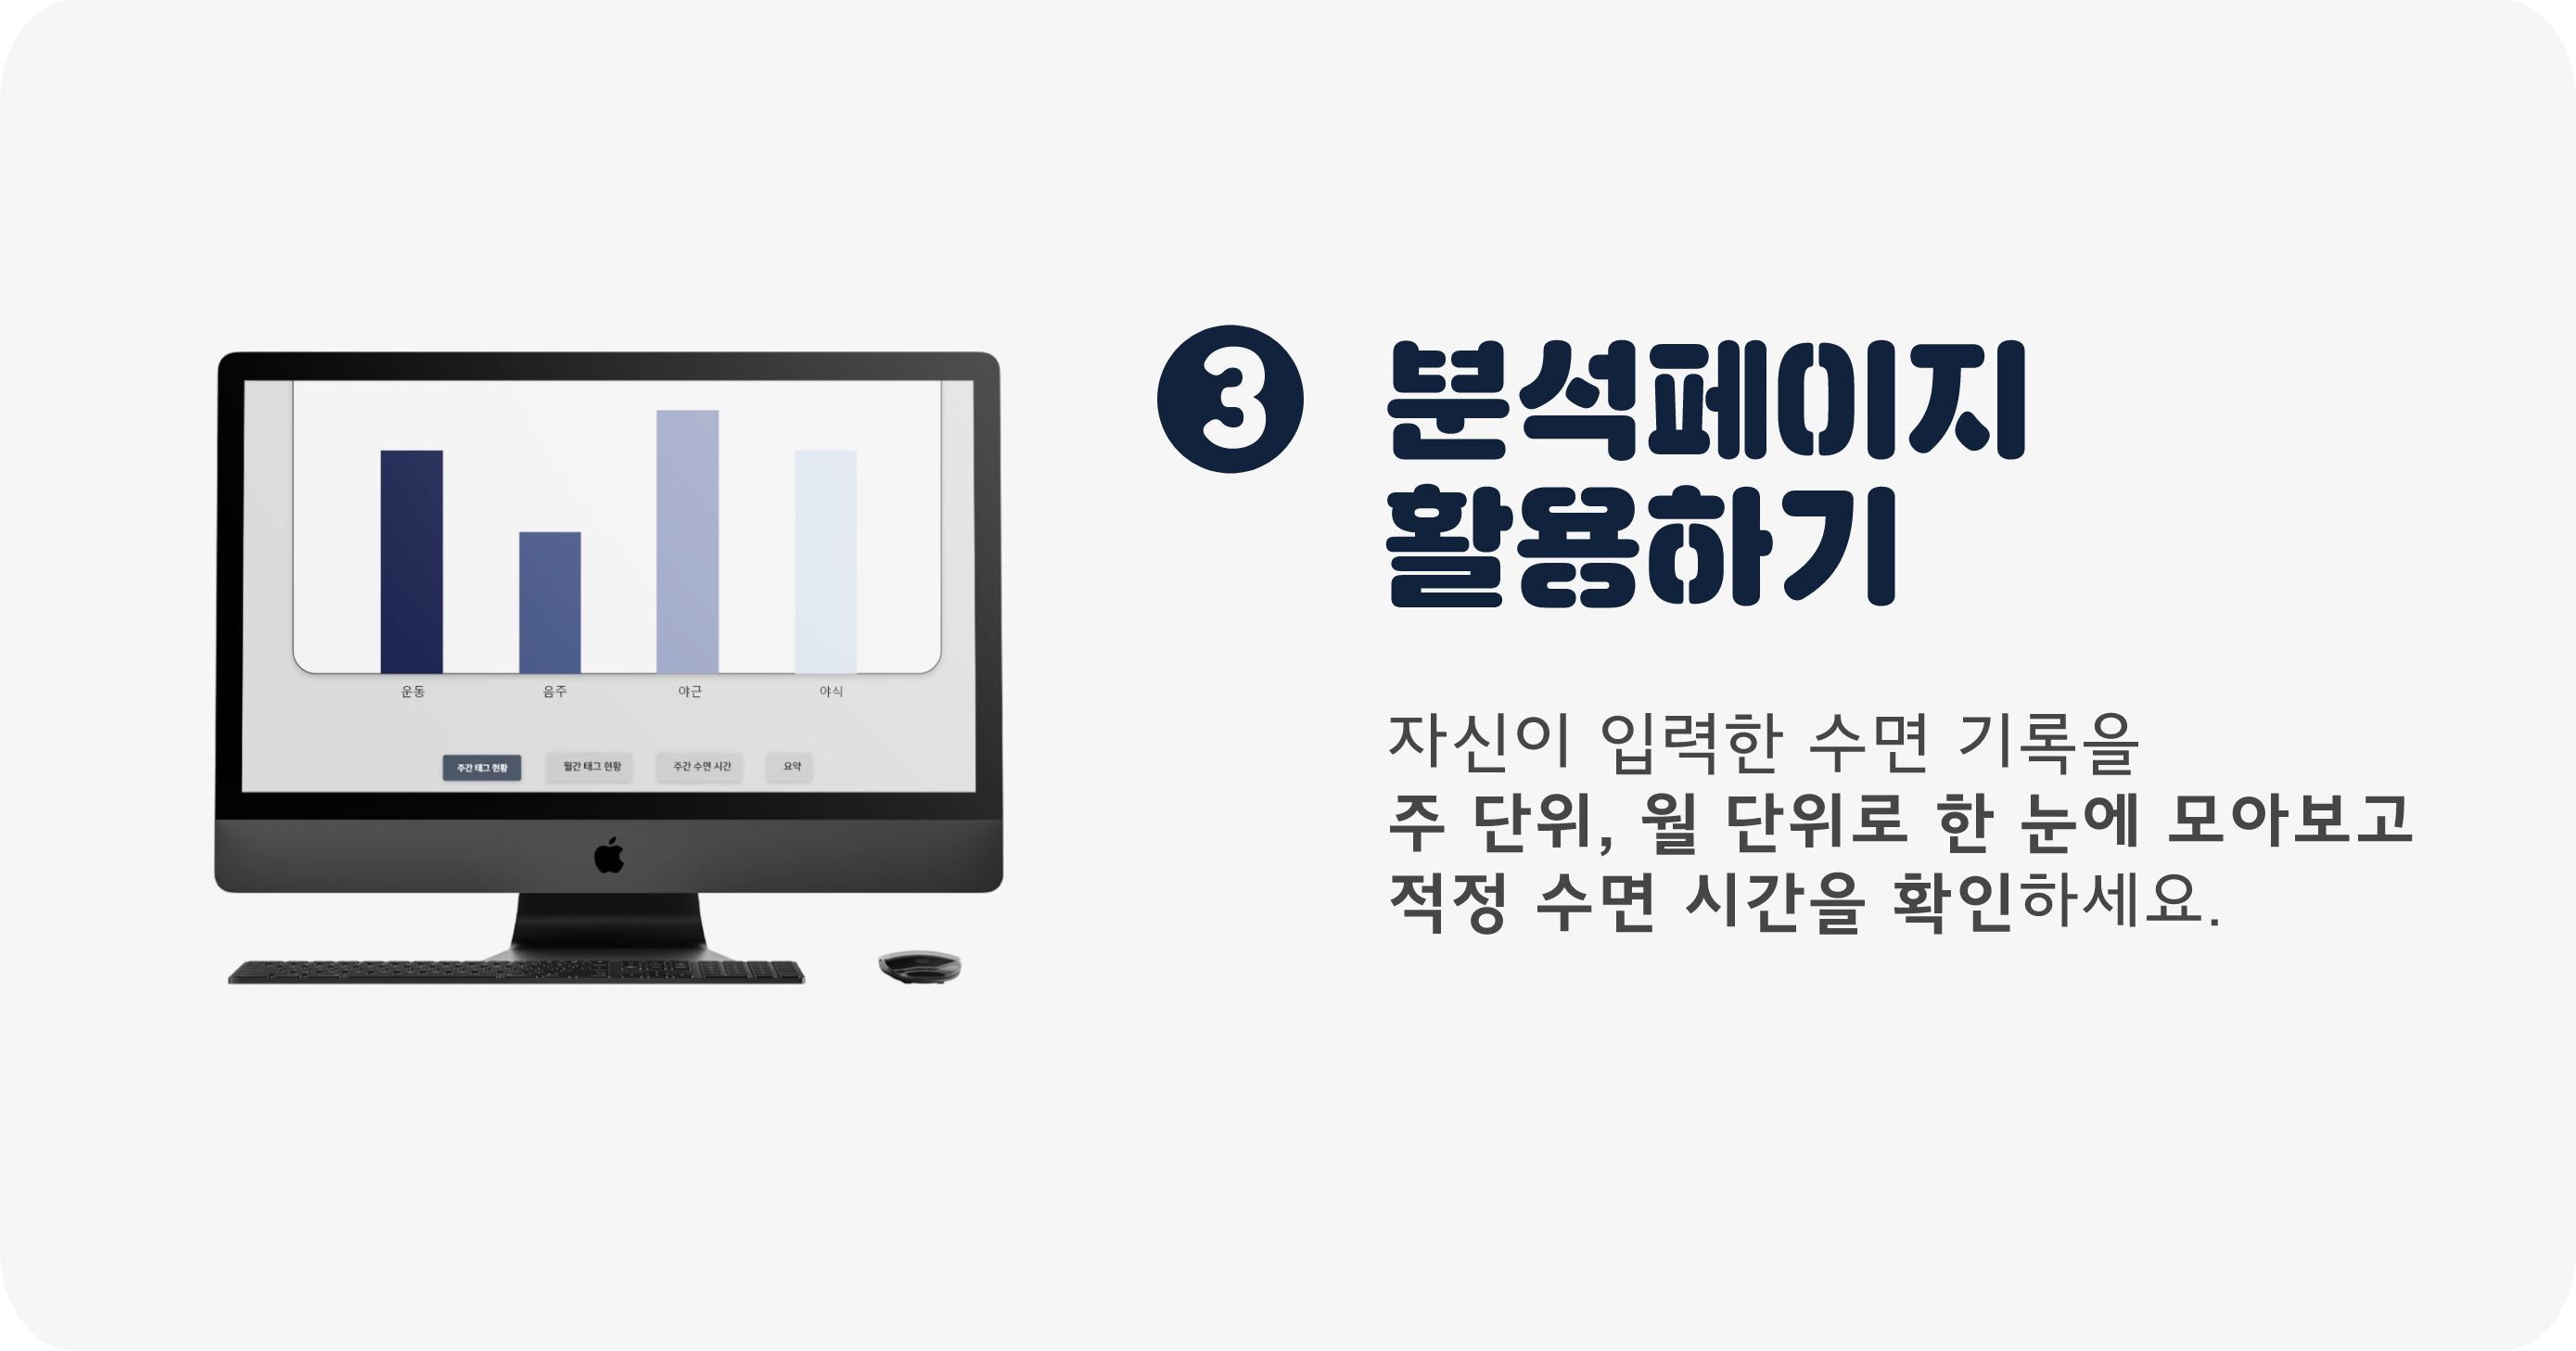 운동 음주 야근 야식
주간 태그 현황 월간 태그 현황 주간 수면 시간 요약
3 분석페이지
활용하기
자신이 입력한 수면 기록을
주 단위, 월 단위로 한 눈에 모아보고
적정 수면 시간을 확인하세요.